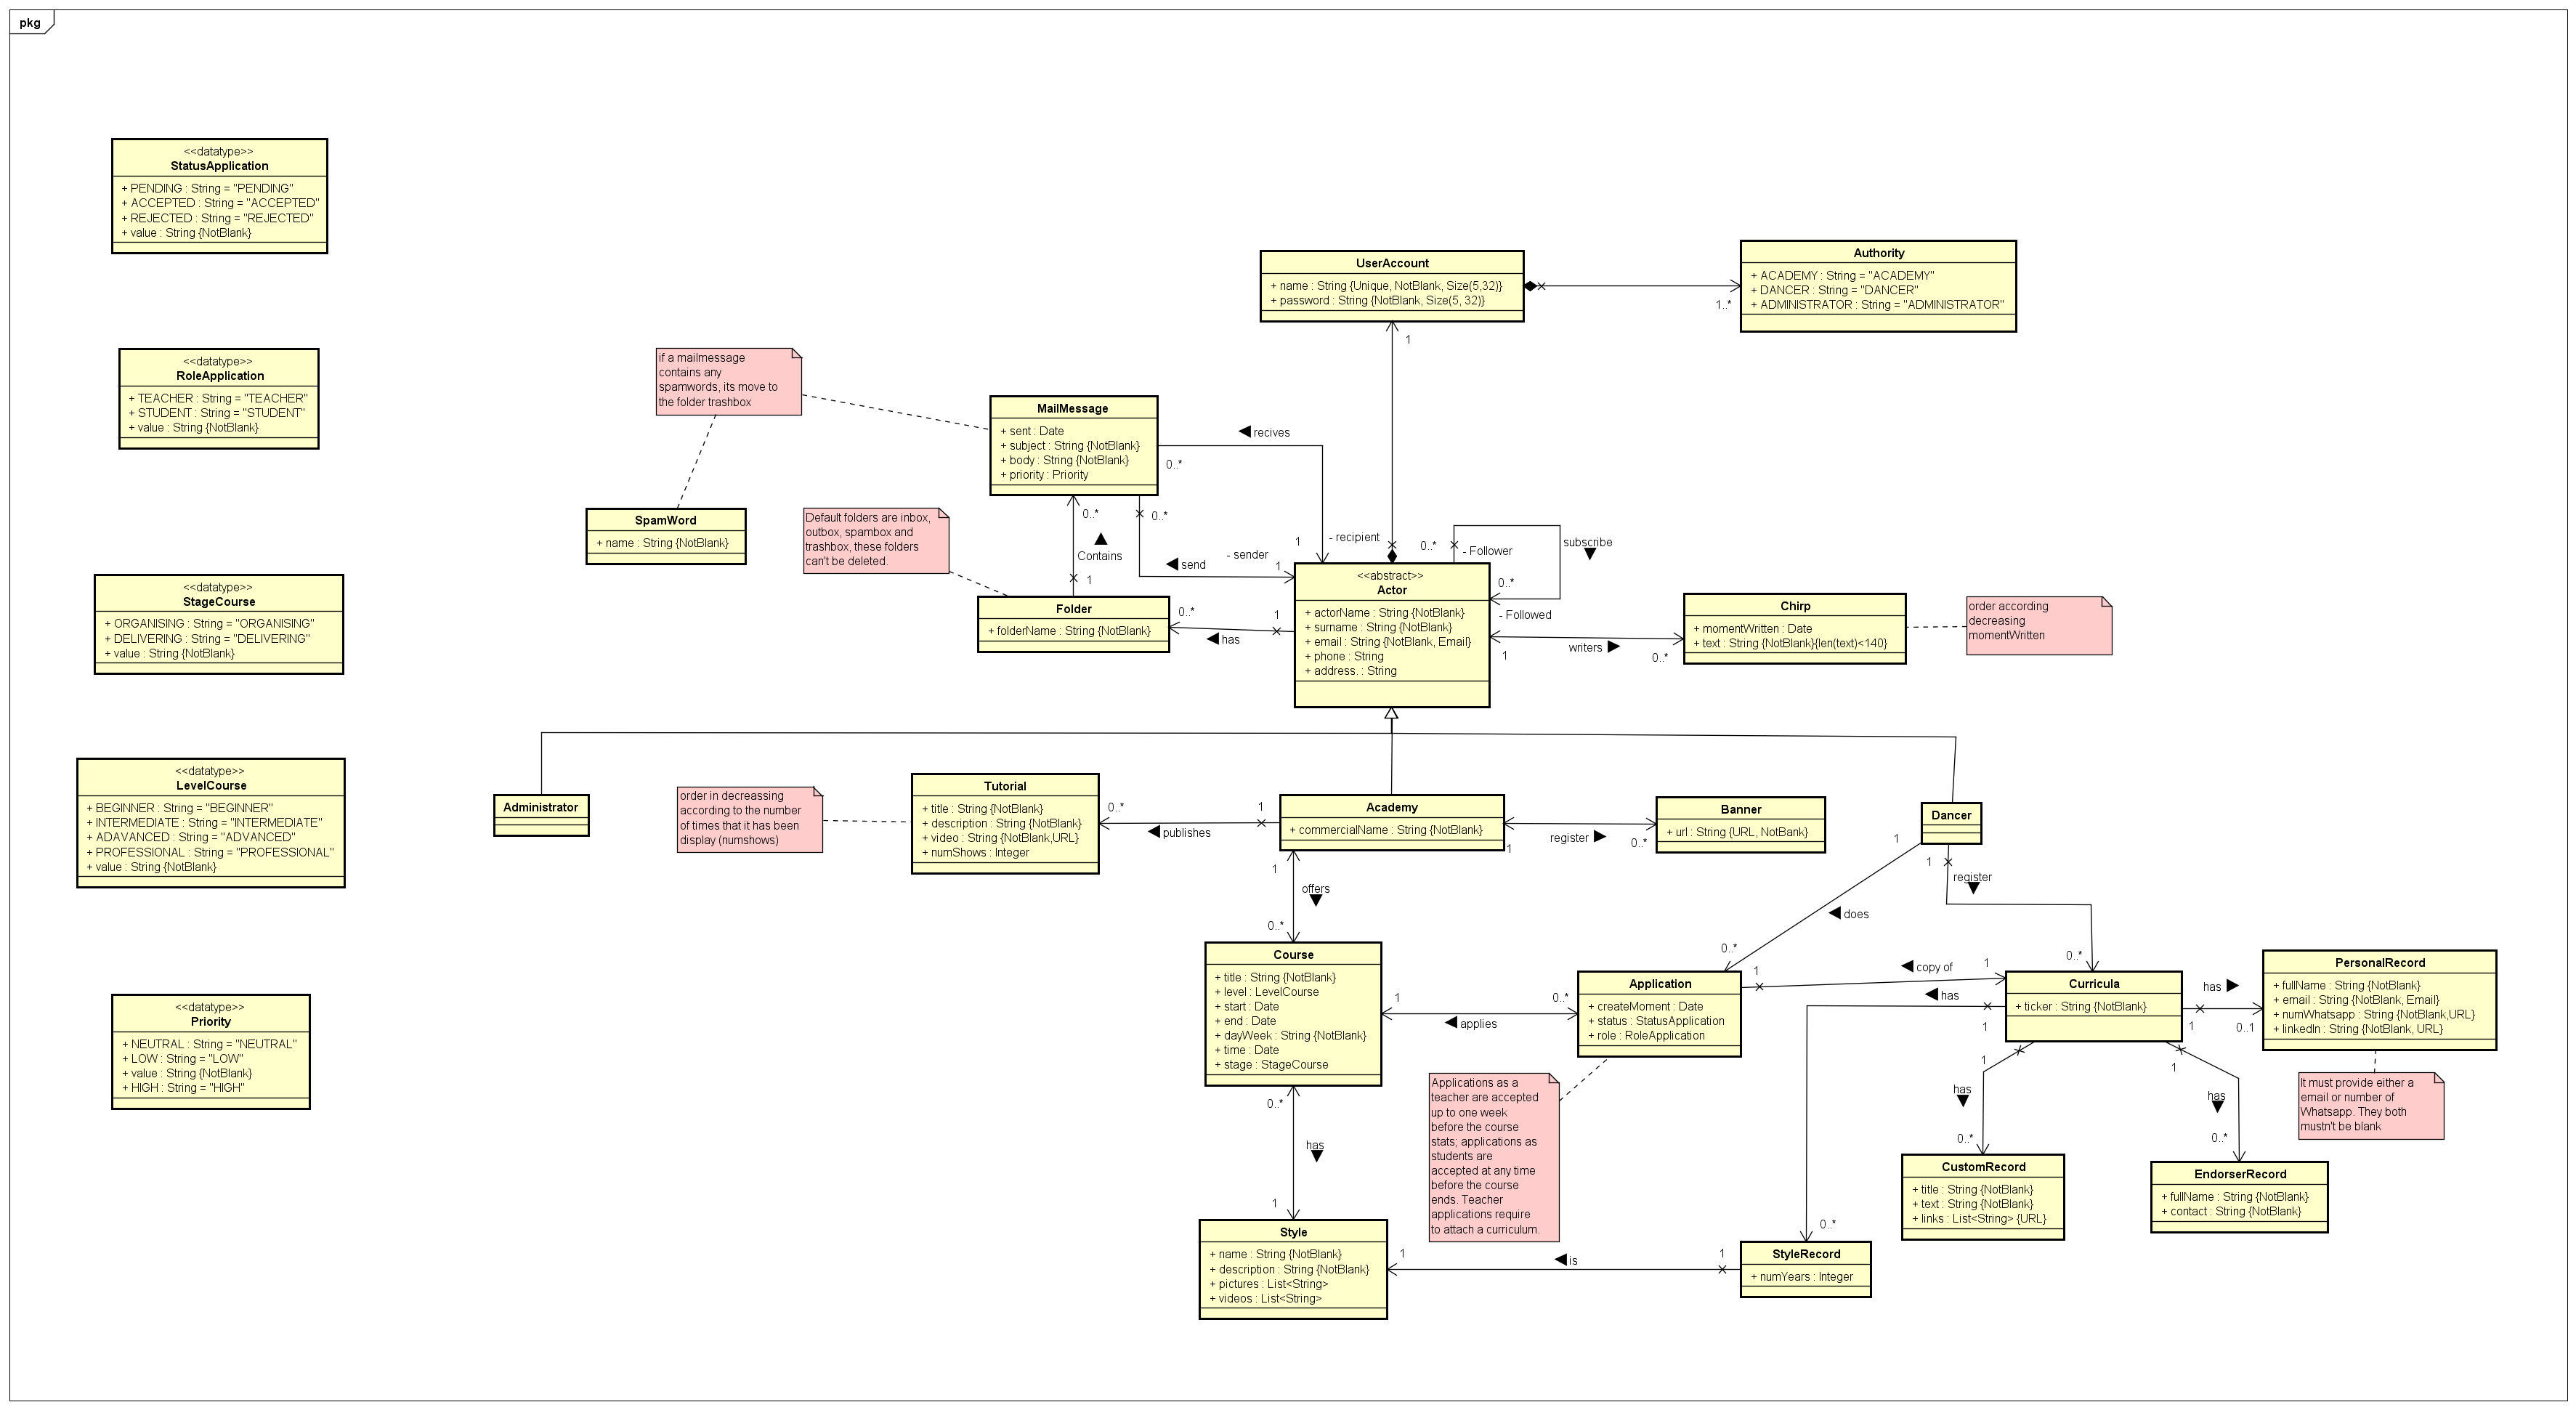 pkg
<<datatype>>
StatusApplication
+ PENDING : String = "PENDING"
+ ACCEPTED : String = "ACCEPTED"
+ REJECTED : String = "REJECTED"
+ value : String {NotBlank}
<<datatype>>
RoleApplication
+ TEACHER : String = "TEACHER"
+ STUDENT : String = "STUDENT"
+ value : String {NotBlank}
<<datatype>>
StageCourse
+ ORGANISING : String = "ORGANISING"
+ DELIVERING : String = "DELIVERING"
+ value : String {NotBlank}
<<datatype>>
LevelCourse
+ BEGINNER : String = "BEGINNER"
+ INTERMEDIATE : String = "INTERMEDIATE"
+ ADAVANCED : String = "ADVANCED"
+ PROFESSIONAL : String = "PROFESSIONAL"
+ value : String {NotBlank}
<<datatype>>
Priority
+ NEUTRAL : String = "NEUTRAL"
+ LOW : String = "LOW"
+ value : String {NotBlank}
+ HIGH : String = "HIGH"
UserAccount
+ name : String {Unique, NotBlank, Size(5,32)}
+ password : String {NotBlank, Size(5, 32)}
1..*
Authority
+ ACADEMY : String = "ACADEMY"
+ DANCER : String = "DANCER"
+ ADMINISTRATOR : String = "ADMINISTRATOR"
1
if a mailmessage
contains any
spamwords, its move to
the folder trashbox
MailMessage
+ sent : Date
+ subject : String {NotBlank}
+ body : String {NotBlank}
+ priority : Priority
recives
0..*
1
- recipient
SpamWord
+ name : String {NotBlank}
Default folders are inbox,
outbox, spambox and
trashbox, these folders
can't be deleted.
0..*
Contains
1
0..*
send
- sender
1
0..*
- Follower
subscribe
0..*
- Followed
Folder
+ folderName : String {NotBlank}
0..*
has
1
<<abstract>>
Actor
+ actorName : String {NotBlank}
+ surname : String {NotBlank}
+ email : String {NotBlank, Email}
+ phone : String
+ address. : String
1
writers
0..*
Chirp
+ momentWritten : Date
+ text : String {NotBlank}{len(text)<140}
order according
decreasing
momentWritten
Administrator
order in decreassing
according to the number
of times that it has been
display (numshows)
Tutorial
+ title : String {NotBlank}
+ description : String {NotBlank}
+ video : String {NotBlank,URL}
+ numShows : Integer
0..*
publishes
1
Academy
+ commercialName : String {NotBlank}
1
register
0..*
Banner
+ url : String {URL, NotBank}
Dancer
1
does
0..*
1
register
0..*
1
offers
0..*
Course
+ title : String {NotBlank}
+ level : LevelCourse
+ start : Date
+ end : Date
+ dayWeek : String {NotBlank}
+ time : Date
+ stage : StageCourse
1
applies
0..*
Application
+ createMoment : Date
+ status : StatusApplication
+ role : RoleApplication
1
copy of
1
Curricula
+ ticker : String {NotBlank}
has
1
0..*
has
1
0..1
PersonalRecord
+ fullName : String {NotBlank}
+ email : String {NotBlank, Email}
+ numWhatsapp : String {NotBlank,URL}
+ linkedIn : String {NotBlank, URL}
It must provide either a
email or number of
Whatsapp. They both
mustn't be blank
Applications as a
teacher are accepted
up to one week
before the course
stats; applications as
students are
accepted at any time
before the course
ends. Teacher
applications require
to attach a curriculum.
1
has
0..*
CustomRecord
+ title : String {NotBlank}
+ text : String {NotBlank}
+ links : List<String> {URL}
1
has
0..*
EndorserRecord
+ fullName : String {NotBlank}
+ contact : String {NotBlank}
0..*
has
1
Style
+ name : String {NotBlank}
+ description : String {NotBlank}
+ pictures : List<String>
+ videos : List<String>
1
is
1
StyleRecord
+ numYears : Integer